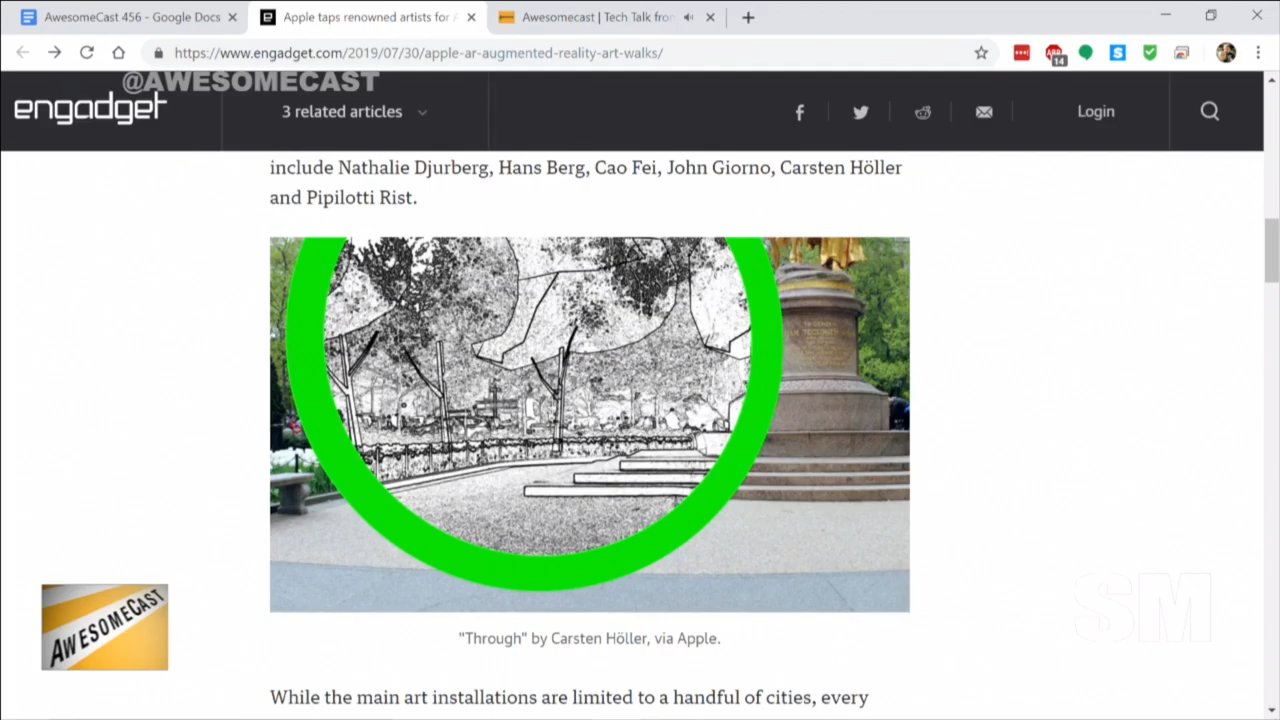 AwesomeCast 456 - Google Docs
Apple taps renowned artists for A
Awesomecast | Tech Talk from
https://www.engadget.com/2019/07/30/apple-ar-augmented-reality-art-walks/
14
@AWESOMECAST
engadget
3 related articles
Login
include Nathalie Djurberg, Hans Berg, Cao Fei, John Giorno, Carsten Höller
and Pipilotti Rist.
AWESOMECAST
SM
"Through" by Carsten Höller, via Apple.
While the main art installations are limited to a handful of cities, every